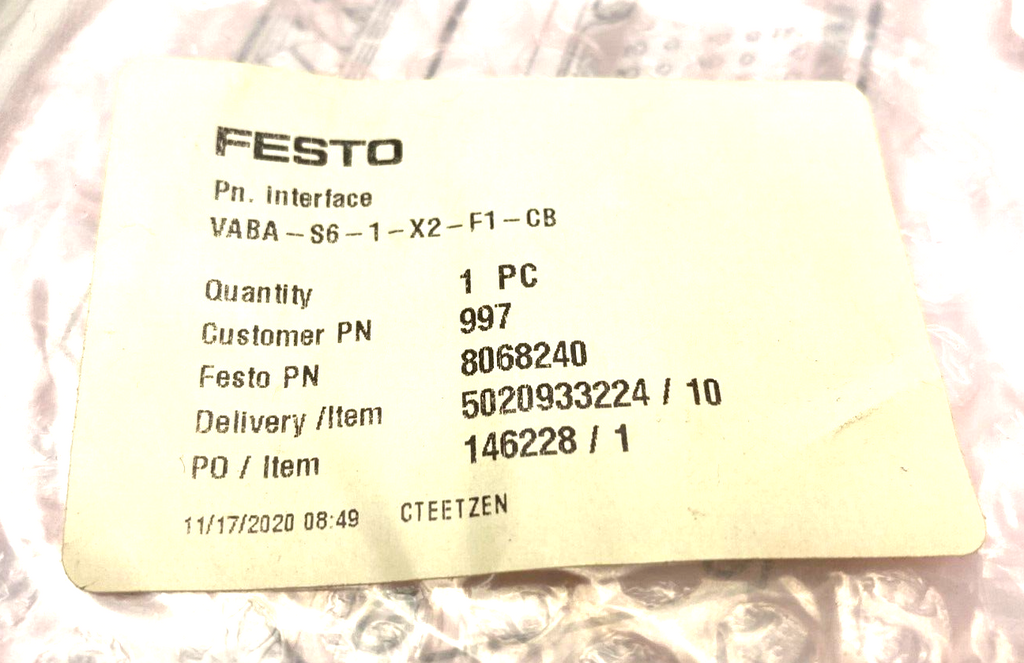 FESTO
Pn. interface
VABA-S6-1-X2-F1-CB
Quantity 1 PC
Customer PN 997
Festo PN 8068240
Delivery /Item 5020933224 / 10
PO / Item 146228 / 1
11/17/2020 08:49 CTEETZEN